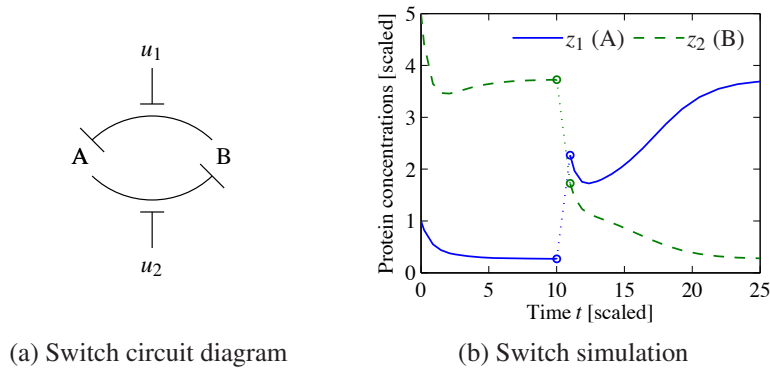 u₁
A
B
u₂
(a) Switch circuit diagram
z₁ (A)
z₂ (B)
Protein concentrations [scaled]
5
4
3
2
1
0
0
5
10
15
20
25
Time t [scaled]
(b) Switch simulation